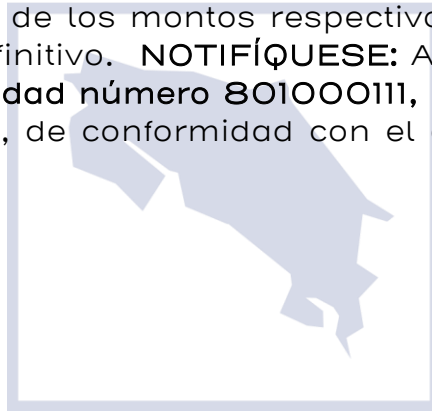 de los montos respectivo
finitivo. NOTIFÍQUESE: A
dad número 801000111,
, de conformidad con el